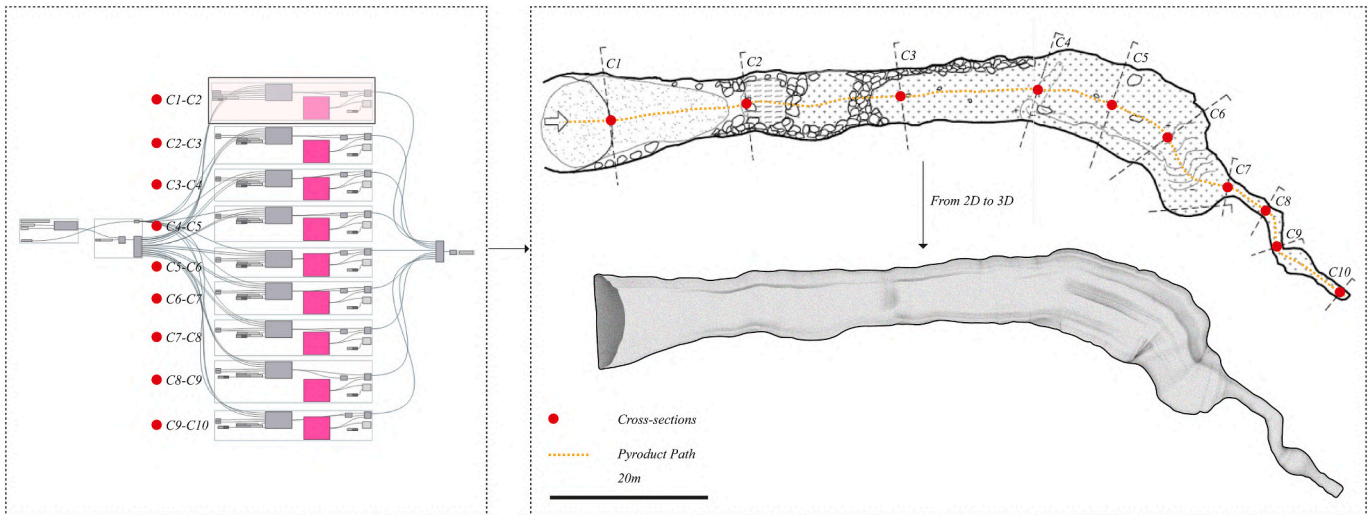 C1-C2
C2-C3
C3-C4
C4-C5
C5-C6
C6-C7
C7-C8
C8-C9
C9-C10
C1
C2
C3
C4
C5
C6
C7
C8
C9
C10
From 2D to 3D
Cross-sections
Pyroduct Path
20m